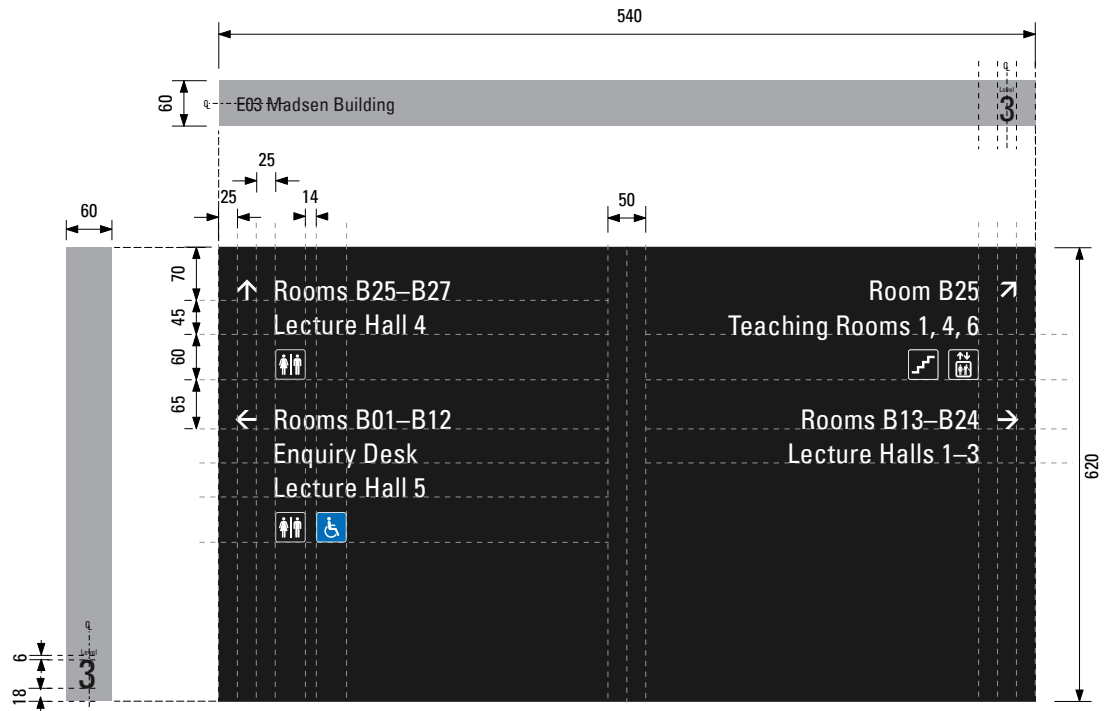 540
60
℄
E03 Madsen Building
℄
Level
3
25
25
14
50
60
70
45
60
65
Rooms B25–B27
Lecture Hall 4
Rooms B01–B12
Enquiry Desk
Lecture Hall 5
Room B25
Teaching Rooms 1, 4, 6
Rooms B13–B24
Lecture Halls 1–3
620
℄
Level
3
6
18